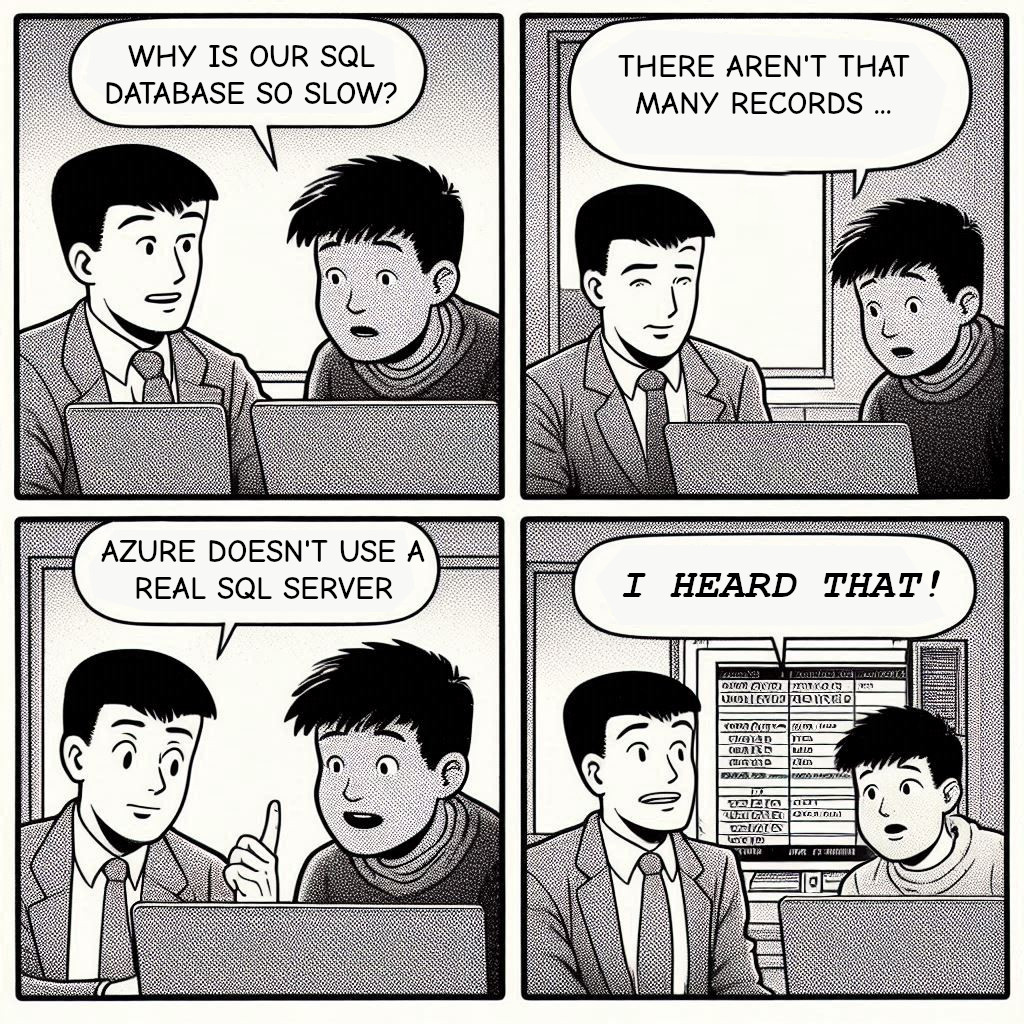 WHY IS OUR SQL
DATABASE SO SLOW?
THERE AREN'T THAT
MANY RECORDS ...
AZURE DOESN'T USE A
REAL SQL SERVER
I HEARD THAT!